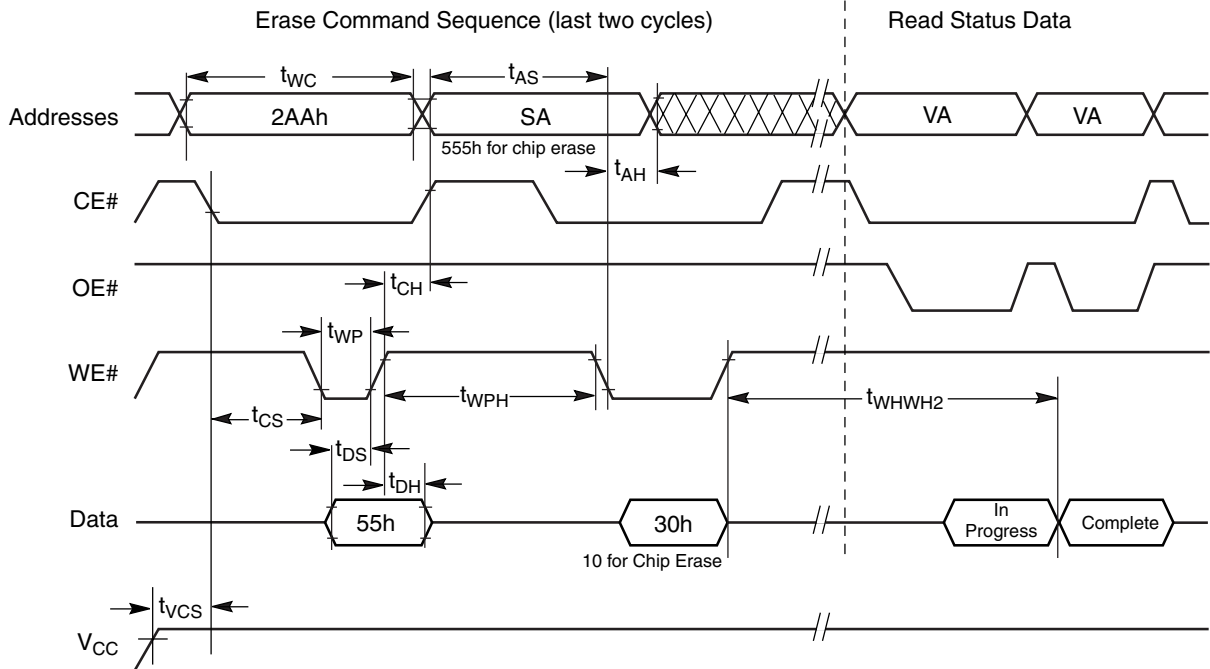 Erase Command Sequence (last two cycles) Read Status Data
tWC tAS
Addresses 2AAh SA VA VA
555h for chip erase
tAH
CE#
OE#
tCH
tWP
WE#
tWPH tWHWH2
tCS
tDS
tDH
Data 55h 30h In Progress Complete
10 for Chip Erase
tVCS
VCC